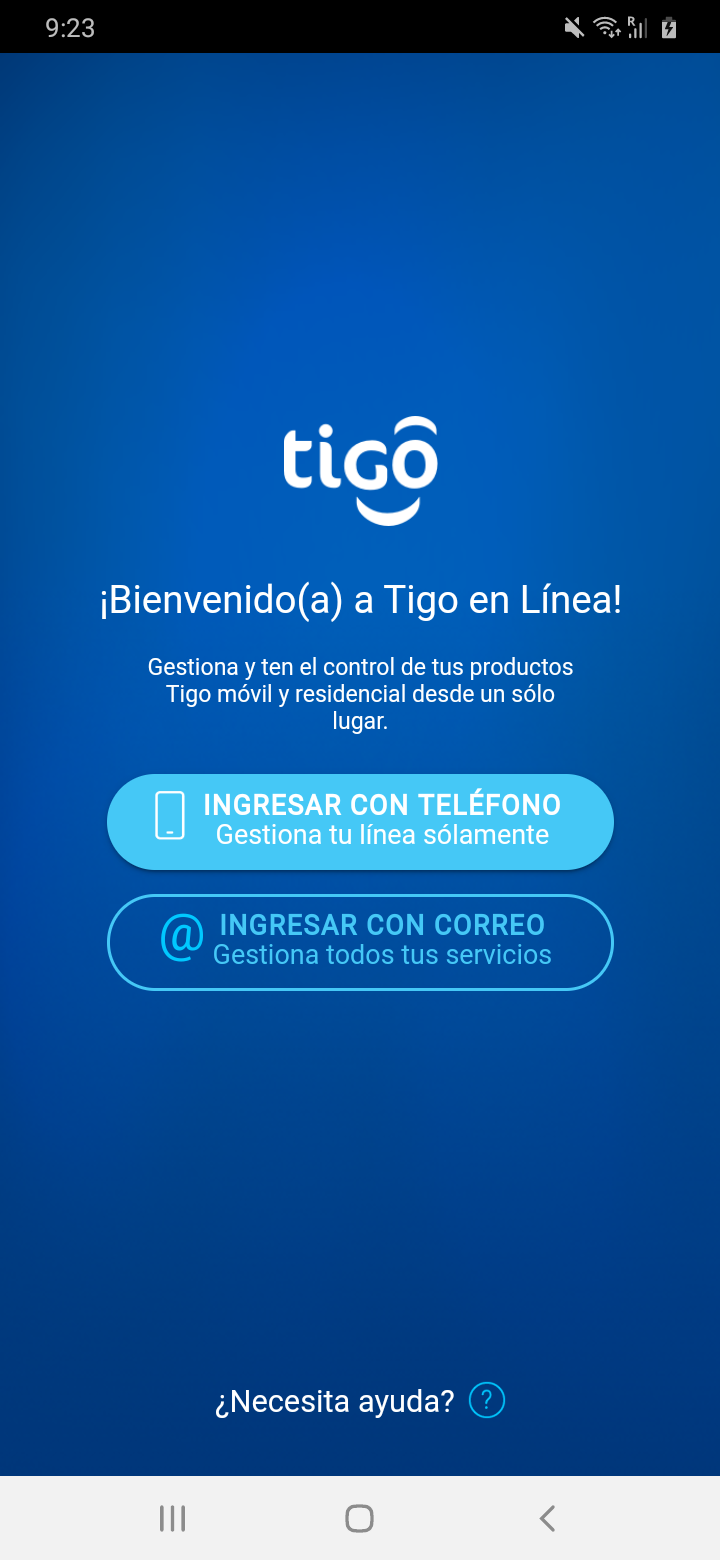 9:23
R
tigo
¡Bienvenido(a) a Tigo en Línea!
Gestiona y ten el control de tus productos
Tigo móvil y residencial desde un sólo
lugar.
INGRESAR CON TELÉFONO
Gestiona tu línea sólamente
@ INGRESAR CON CORREO
Gestiona todos tus servicios
¿Necesita ayuda? ?